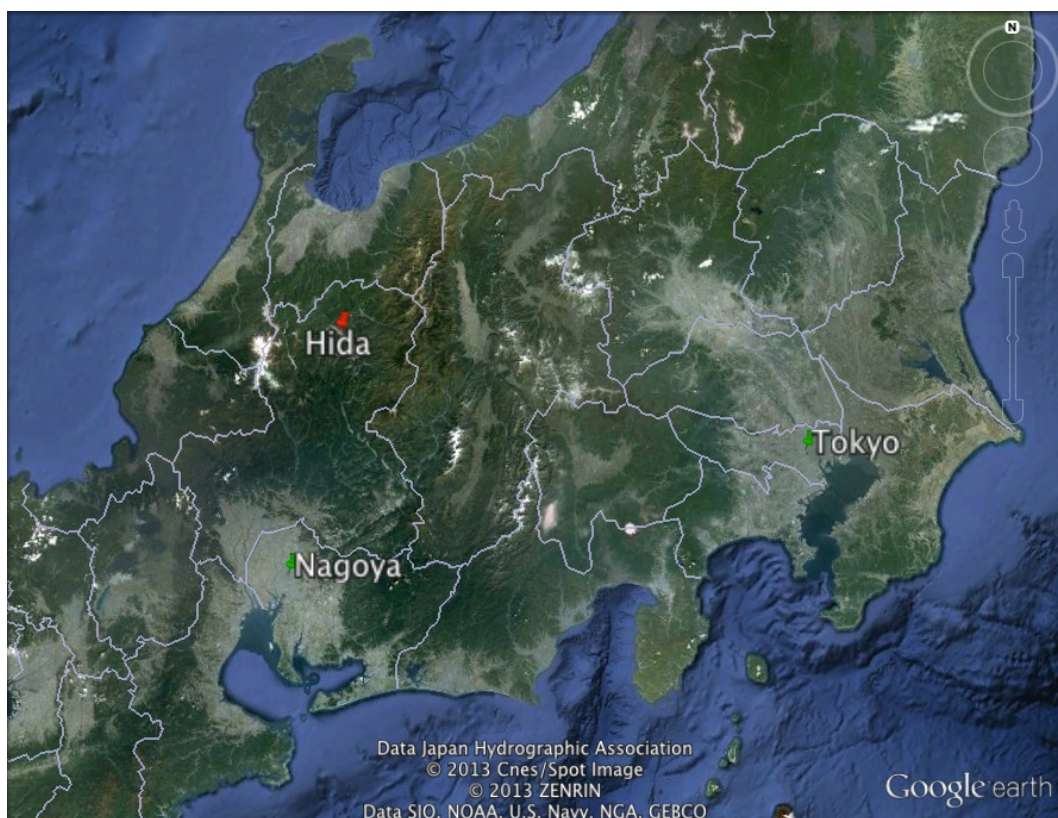 N
Hida
Tokyo
Nagoya
Data Japan Hydrographic Association
© 2013 Cnes/Spot Image
© 2013 ZENRIN
Data SIO, NOAA, U.S. Navy, NGA, GEBCO
Google earth